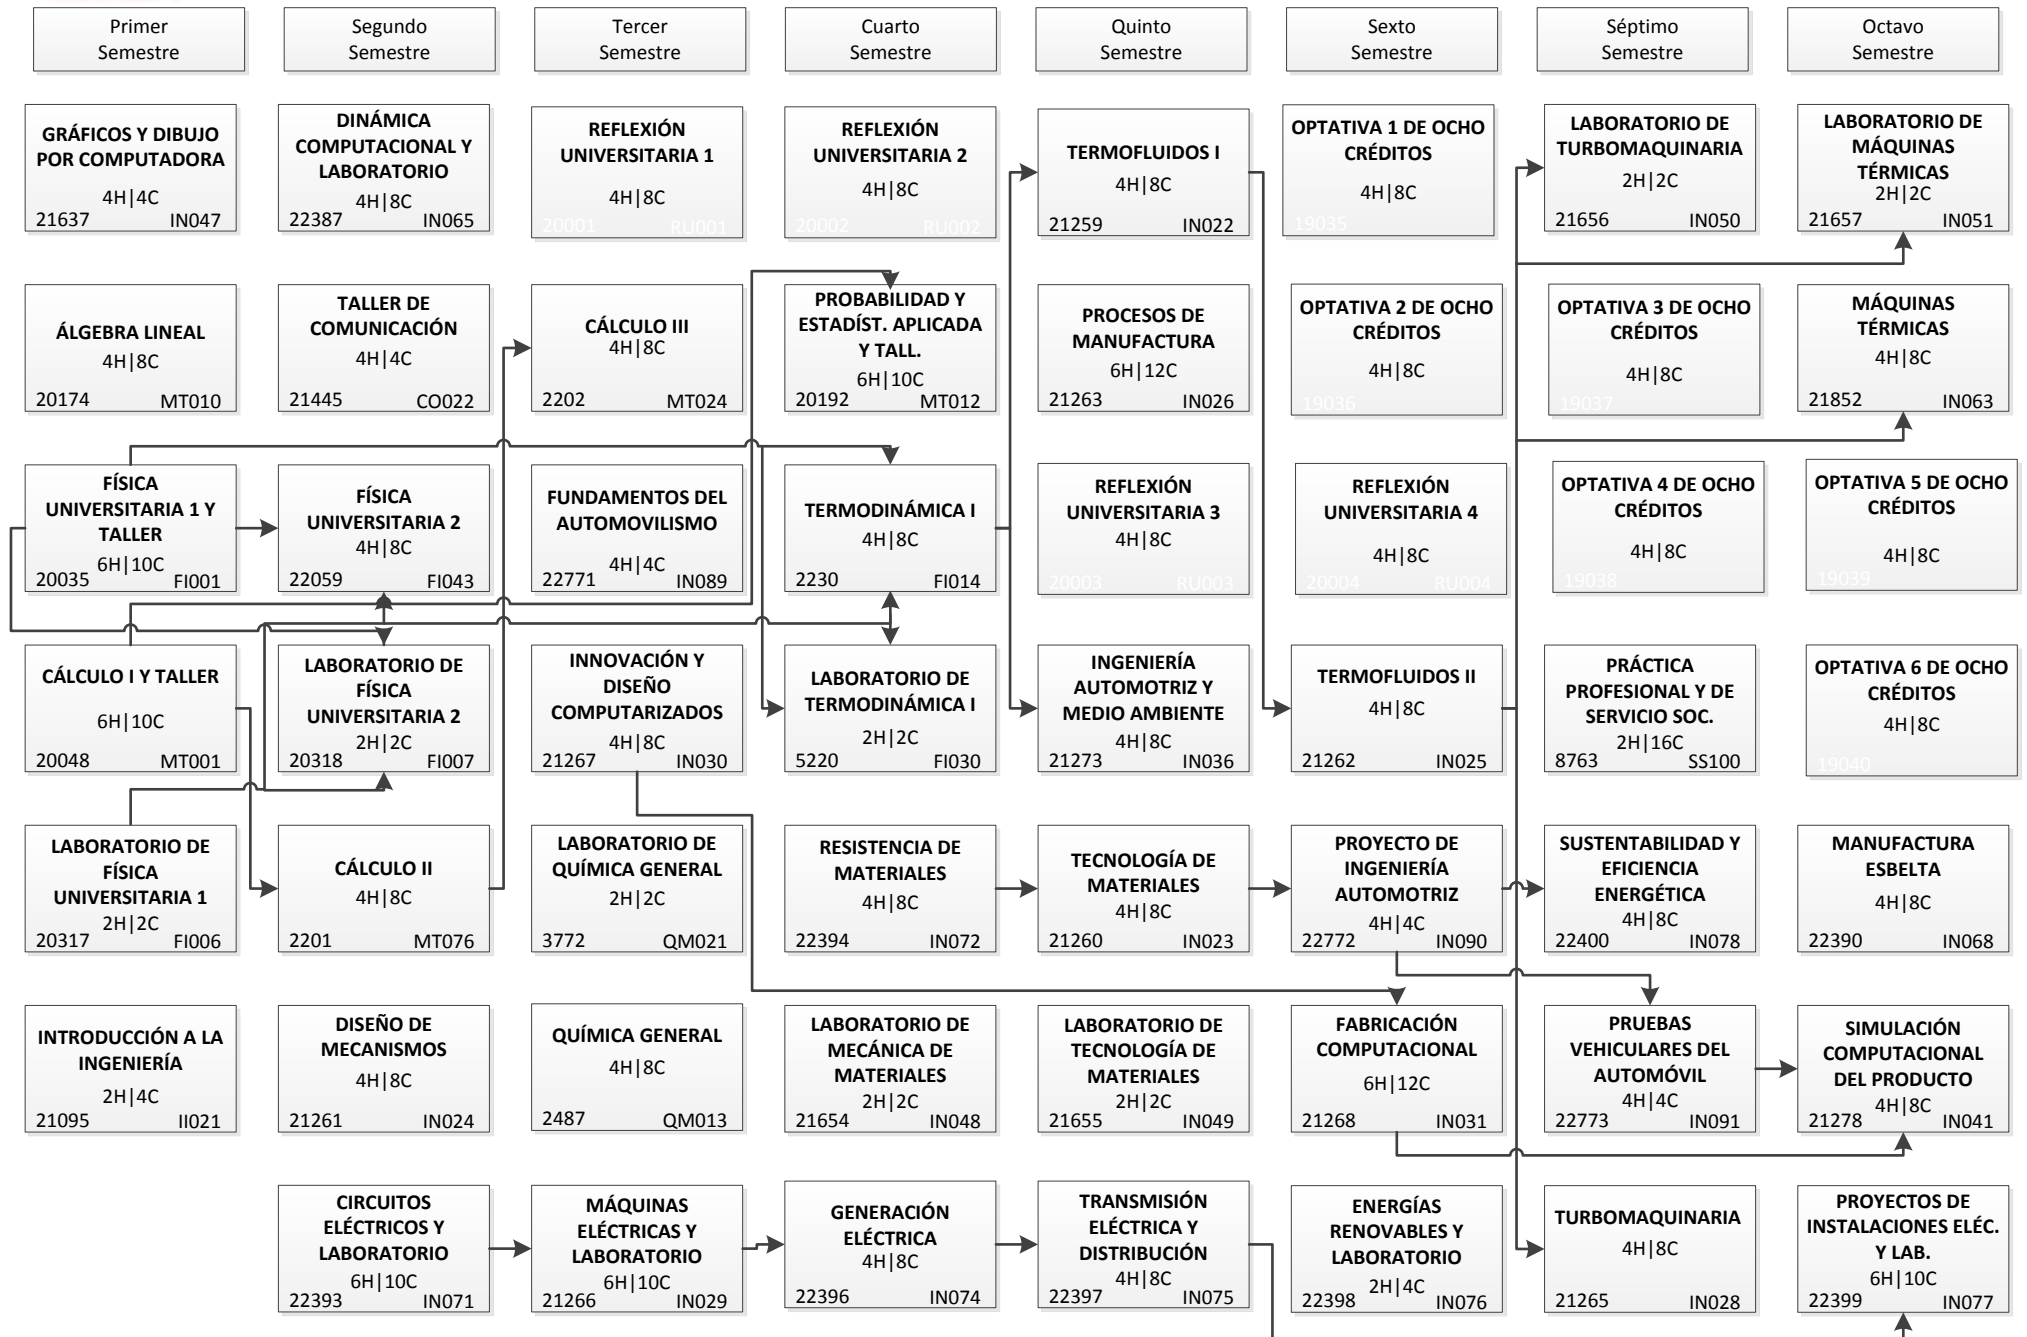 Primer
Semestre
Segundo
Semestre
Tercer
Semestre
Cuarto
Semestre
Quinto
Semestre
Sexto
Semestre
Séptimo
Semestre
Octavo
Semestre
GRÁFICOS Y DIBUJO
POR COMPUTADORA
4H|4C
21637 IN047
DINÁMICA
COMPUTACIONAL Y
LABORATORIO
4H|8C
22387 IN065
REFLEXIÓN
UNIVERSITARIA 1
4H|8C
20001 RU001
REFLEXIÓN
UNIVERSITARIA 2
4H|8C
20002 RU002
TERMOFLUIDOS I
4H|8C
21259 IN022
OPTATIVA 1 DE OCHO
CRÉDITOS
4H|8C
19035
LABORATORIO DE
TURBOMAQUINARIA
2H|2C
21656 IN050
LABORATORIO DE
MÁQUINAS
TÉRMICAS
2H|2C
21657 IN051
ÁLGEBRA LINEAL
4H|8C
20174 MT010
TALLER DE
COMUNICACIÓN
4H|4C
21445 CO022
CÁLCULO III
4H|8C
2202 MT024
PROBABILIDAD Y
ESTADÍST. APLICADA
Y TALL.
6H|10C
20192 MT012
PROCESOS DE
MANUFACTURA
6H|12C
21263 IN026
OPTATIVA 2 DE OCHO
CRÉDITOS
4H|8C
19036
OPTATIVA 3 DE OCHO
CRÉDITOS
4H|8C
19037
MÁQUINAS
TÉRMICAS
4H|8C
21852 IN063
FÍSICA
UNIVERSITARIA 1 Y
TALLER
6H|10C
20035 FI001
FÍSICA
UNIVERSITARIA 2
4H|8C
22059 FI043
FUNDAMENTOS DEL
AUTOMOVILISMO
4H|4C
22771 IN089
TERMODINÁMICA I
4H|8C
2230 FI014
REFLEXIÓN
UNIVERSITARIA 3
4H|8C
20003 RU003
REFLEXIÓN
UNIVERSITARIA 4
4H|8C
20004 RU004
OPTATIVA 4 DE OCHO
CRÉDITOS
4H|8C
19038
OPTATIVA 5 DE OCHO
CRÉDITOS
4H|8C
19039
CÁLCULO I Y TALLER
6H|10C
20048 MT001
LABORATORIO DE
FÍSICA
UNIVERSITARIA 2
2H|2C
20318 FI007
INNOVACIÓN Y
DISEÑO
COMPUTARIZADOS
4H|8C
21267 IN030
LABORATORIO DE
TERMODINÁMICA I
2H|2C
5220 FI030
INGENIERÍA
AUTOMOTRIZ Y
MEDIO AMBIENTE
4H|8C
21273 IN036
TERMOFLUIDOS II
4H|8C
21262 IN025
PRÁCTICA
PROFESIONAL Y DE
SERVICIO SOC.
2H|16C
8763 SS100
OPTATIVA 6 DE OCHO
CRÉDITOS
4H|8C
19040
LABORATORIO DE
FÍSICA
UNIVERSITARIA 1
2H|2C
20317 FI006
CÁLCULO II
4H|8C
2201 MT076
LABORATORIO DE
QUÍMICA GENERAL
2H|2C
3772 QM021
RESISTENCIA DE
MATERIALES
4H|8C
22394 IN072
TECNOLOGÍA DE
MATERIALES
4H|8C
21260 IN023
PROYECTO DE
INGENIERÍA
AUTOMOTRIZ
4H|4C
22772 IN090
SUSTENTABILIDAD Y
EFICIENCIA
ENERGÉTICA
4H|8C
22400 IN078
MANUFACTURA
ESBELTA
4H|8C
22390 IN068
INTRODUCCIÓN A LA
INGENIERÍA
2H|4C
21095 II021
DISEÑO DE
MECANISMOS
4H|8C
21261 IN024
QUÍMICA GENERAL
4H|8C
2487 QM013
LABORATORIO DE
MECÁNICA DE
MATERIALES
2H|2C
21654 IN048
LABORATORIO DE
TECNOLOGÍA DE
MATERIALES
2H|2C
21655 IN049
FABRICACIÓN
COMPUTACIONAL
6H|12C
21268 IN031
PRUEBAS
VEHICULARES DEL
AUTOMÓVIL
4H|4C
22773 IN091
SIMULACIÓN
COMPUTACIONAL
DEL PRODUCTO
4H|8C
21278 IN041
CIRCUITOS
ELÉCTRICOS Y
LABORATORIO
6H|10C
22393 IN071
MÁQUINAS
ELÉCTRICAS Y
LABORATORIO
6H|10C
21266 IN029
GENERACIÓN
ELÉCTRICA
4H|8C
22396 IN074
TRANSMISIÓN
ELÉCTRICA Y
DISTRIBUCIÓN
4H|8C
22397 IN075
ENERGÍAS
RENOVABLES Y
LABORATORIO
2H|4C
22398 IN076
TURBOMAQUINARIA
4H|8C
21265 IN028
PROYECTOS DE
INSTALACIONES ELÉC.
Y LAB.
6H|10C
22399 IN077